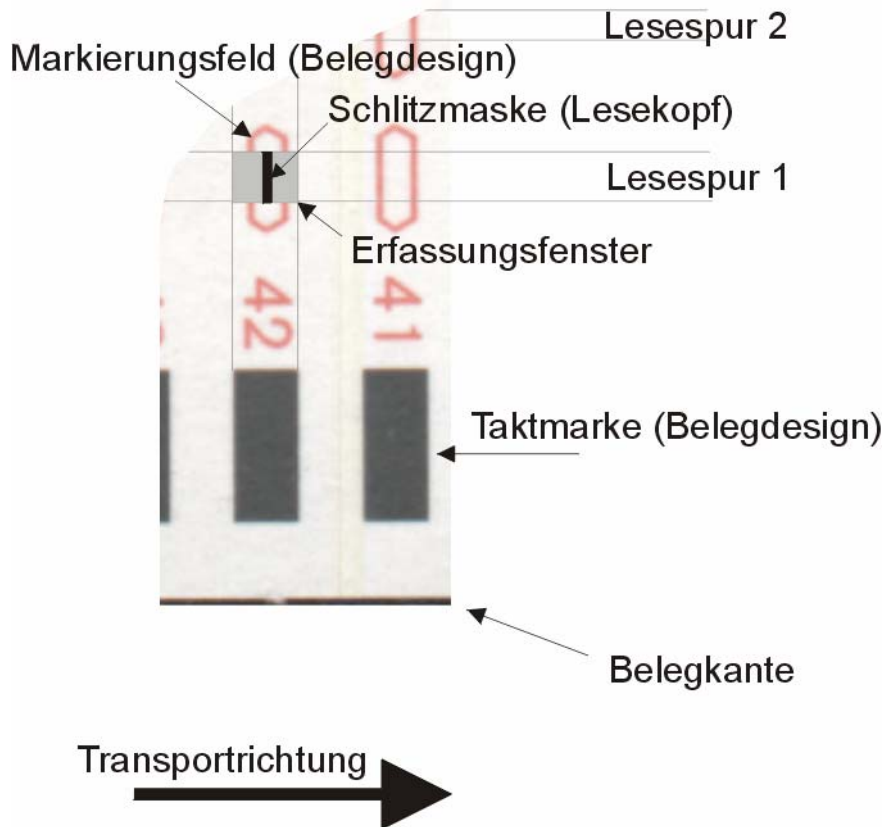 Lesespur 2
Markierungsfeld (Belegdesign)
Schlitzmaske (Lesekopf)
Lesespur 1
Erfassungsfenster
42
41
Taktmarke (Belegdesign)
Belegkante
Transportrichtung